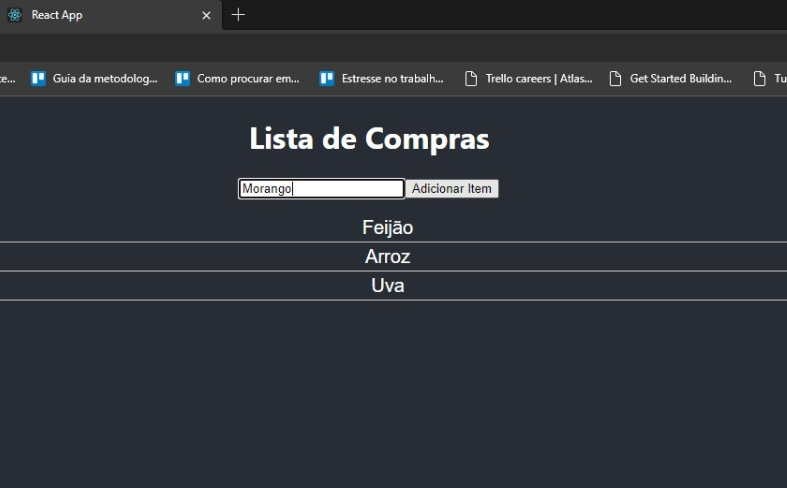 React App
Guia da metodolog...
Como procurar em...
Estresse no trabalh...
Trello careers | Atlas...
Get Started Buildin...
Tu
Lista de Compras
Morango
Adicionar Item
Feijão
Arroz
Uva